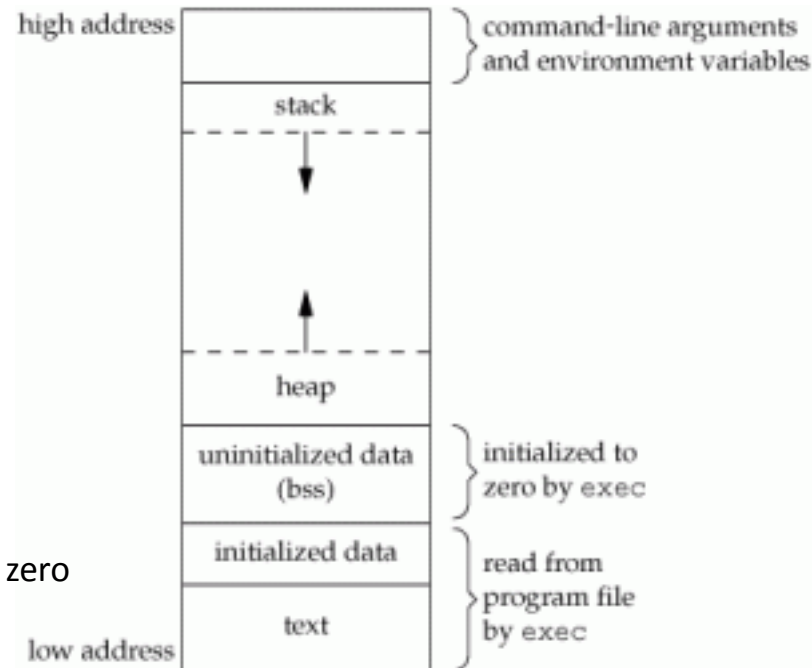 high address
command-line arguments
and environment variables
stack
heap
uninitialized data
(bss)
initialized to
zero by exec
initialized data
zero
read from
program file
by exec
text
low address